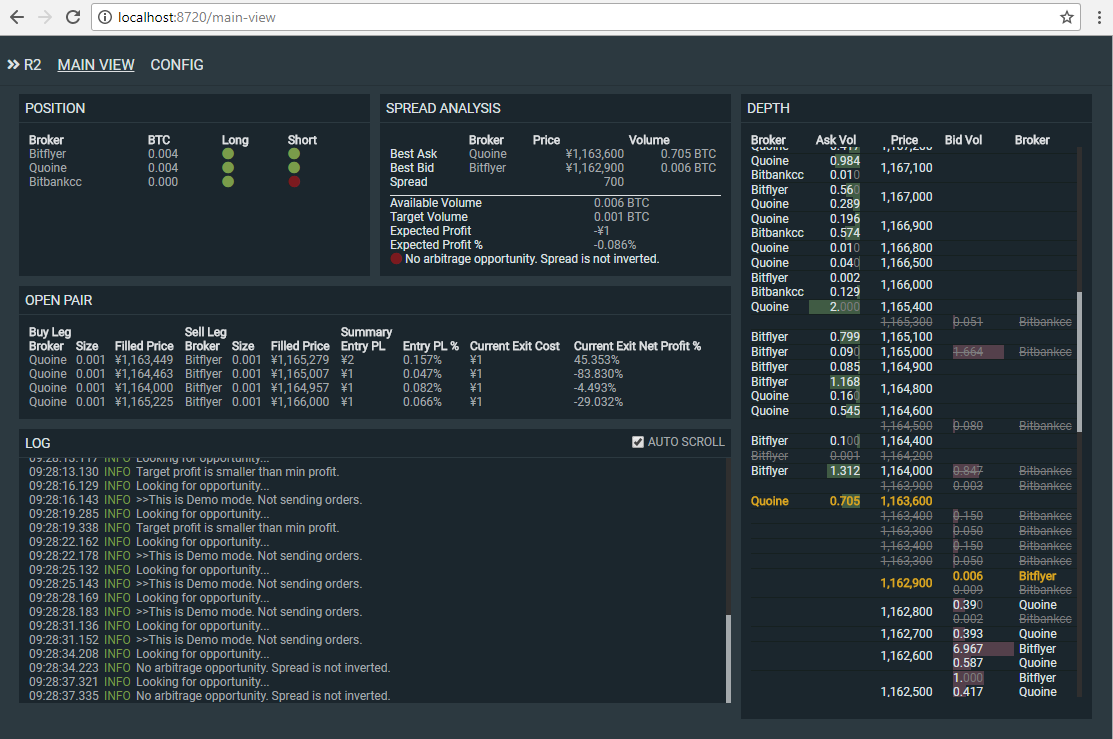 localhost:8720/main-view
R2 MAIN VIEW CONFIG
POSITION
Broker BTC Long Short
Bitflyer 0.004
Quoine 0.004
Bitbankcc 0.000
SPREAD ANALYSIS
Broker Price Volume
Best Ask Quoine ¥1,163,600 0.705 BTC
Best Bid Bitflyer ¥1,162,900 0.006 BTC
Spread 700
Available Volume 0.006 BTC
Target Volume 0.001 BTC
Expected Profit -¥1
Expected Profit % -0.086%
No arbitrage opportunity. Spread is not inverted.
OPEN PAIR
Buy Leg Sell Leg Summary
Broker Size Filled Price Broker Size Filled Price Entry PL Entry PL % Current Exit Cost Current Exit Net Profit %
Quoine 0.001 ¥1,163,449 Bitflyer 0.001 ¥1,165,279 ¥2 0.157% ¥1 45.353%
Quoine 0.001 ¥1,164,463 Bitflyer 0.001 ¥1,165,007 ¥1 0.047% ¥1 -83.830%
Quoine 0.001 ¥1,164,000 Bitflyer 0.001 ¥1,164,957 ¥1 0.082% ¥1 -4.493%
Quoine 0.001 ¥1,165,225 Bitflyer 0.001 ¥1,166,000 ¥1 0.066% ¥1 -29.032%
LOG AUTO SCROLL
09:28:13.117 INFO Looking for opportunity...
09:28:13.130 INFO Target profit is smaller than min profit.
09:28:16.129 INFO Looking for opportunity...
09:28:16.143 INFO >>This is Demo mode. Not sending orders.
09:28:19.285 INFO Looking for opportunity...
09:28:19.338 INFO Target profit is smaller than min profit.
09:28:22.162 INFO Looking for opportunity...
09:28:22.178 INFO >>This is Demo mode. Not sending orders.
09:28:25.132 INFO Looking for opportunity...
09:28:25.143 INFO >>This is Demo mode. Not sending orders.
09:28:28.169 INFO Looking for opportunity...
09:28:28.183 INFO >>This is Demo mode. Not sending orders.
09:28:31.136 INFO Looking for opportunity...
09:28:31.152 INFO >>This is Demo mode. Not sending orders.
09:28:34.208 INFO Looking for opportunity...
09:28:34.223 INFO No arbitrage opportunity. Spread is not inverted.
09:28:37.321 INFO Looking for opportunity...
09:28:37.335 INFO No arbitrage opportunity. Spread is not inverted.
DEPTH
Broker Ask Vol Price Bid Vol Broker
Quoine
Quoine 0.984
1,167,100
Bitbankcc 0.010
Bitflyer 0.560
1,167,000
Quoine 0.289
Quoine 0.196
1,166,900
Bitbankcc 0.574
Quoine 0.010 1,166,800
Quoine 0.040 1,166,500
Bitflyer 0.002
1,166,000
Bitbankcc 0.129
Quoine 2.000 1,165,400
1,165,300 0.051 Bitbankcc
Bitflyer 0.799 1,165,100
Bitflyer 0.090 1,165,000 1.664 Bitbankcc
Bitflyer 0.085 1,164,900
Bitflyer 1.168
1,164,800
Quoine 0.160
Quoine 0.545 1,164,600
1,164,500 0.080 Bitbankcc
Bitflyer 0.100 1,164,400
Bitflyer 0.001 1,164,200
Bitflyer 1.312 1,164,000 0.847 Bitbankcc
1,163,900 0.003 Bitbankcc
Quoine 0.705 1,163,600
1,163,400 0.150 Bitbankcc
1,163,300 0.050 Bitbankcc
1,163,400 0.150 Bitbankcc
1,163,300 0.050 Bitbankcc
0.006 Bitflyer
1,162,900
0.009 Bitbankcc
0.390 Quoine
1,162,800
0.002 Bitbankcc
1,162,700 0.393 Quoine
6.967 Bitflyer
1,162,600
0.587 Quoine
1.000 Bitflyer
1,162,500 0.417 Quoine